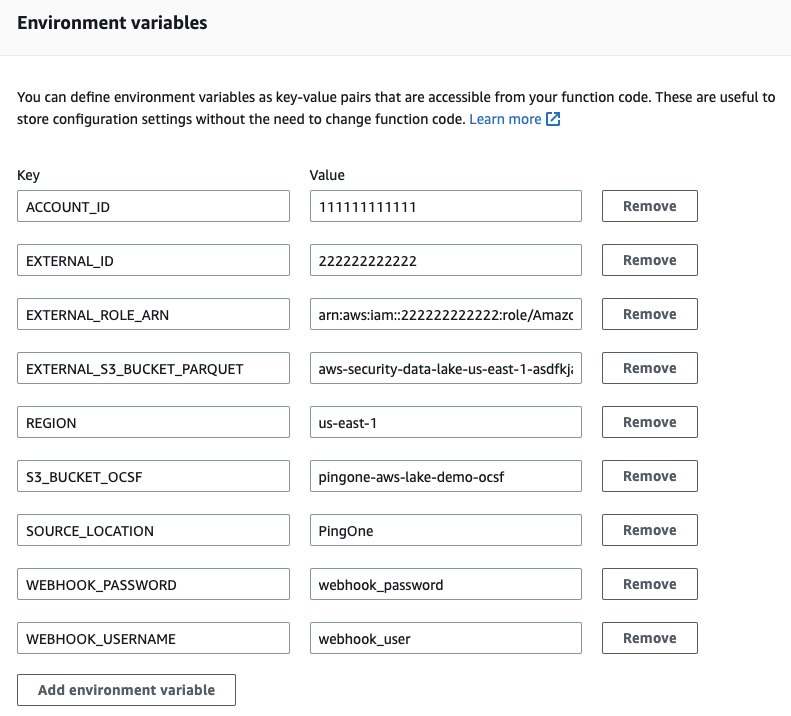 Environment variables
You can define environment variables as key-value pairs that are accessible from your function code. These are useful to
store configuration settings without the need to change function code. Learn more
Key Value
ACCOUNT_ID 111111111111 Remove
EXTERNAL_ID 222222222222 Remove
EXTERNAL_ROLE_ARN arn:aws:iam::222222222222:role/Amazo Remove
EXTERNAL_S3_BUCKET_PARQUET aws-security-data-lake-us-east-1-asdfkja Remove
REGION us-east-1 Remove
S3_BUCKET_OCSF pingone-aws-lake-demo-ocsf Remove
SOURCE_LOCATION PingOne Remove
WEBHOOK_PASSWORD webhook_password Remove
WEBHOOK_USERNAME webhook_user Remove
Add environment variable